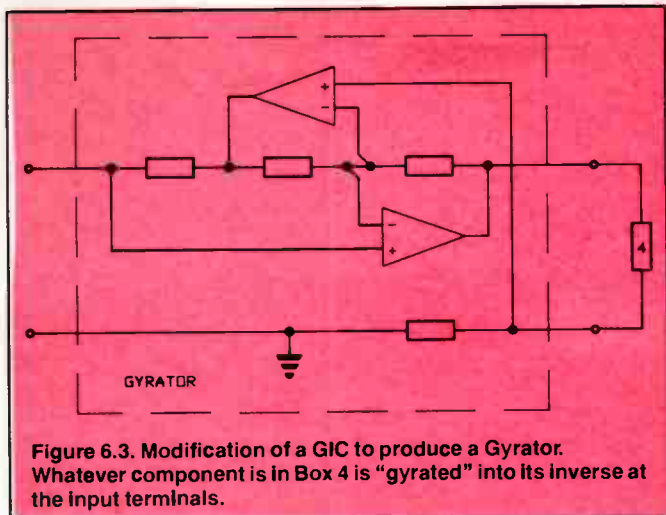 +
−
−
+
4
GYRATOR
Figure 6.3. Modification of a GIC to produce a Gyrator.
Whatever component is in Box 4 is "gyrated" into its inverse at
the input terminals.